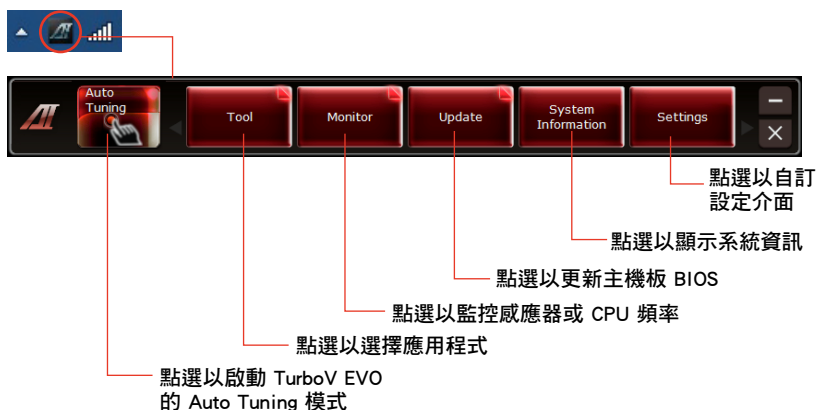 Auto
Tuning
Tool
Monitor
Update
System
Information
Settings
點選以自訂
設定介面
點選以顯示系統資訊
點選以更新主機板 BIOS
點選以監控感應器或 CPU 頻率
點選以選擇應用程式
點選以啟動 TurboV EVO
的 Auto Tuning 模式